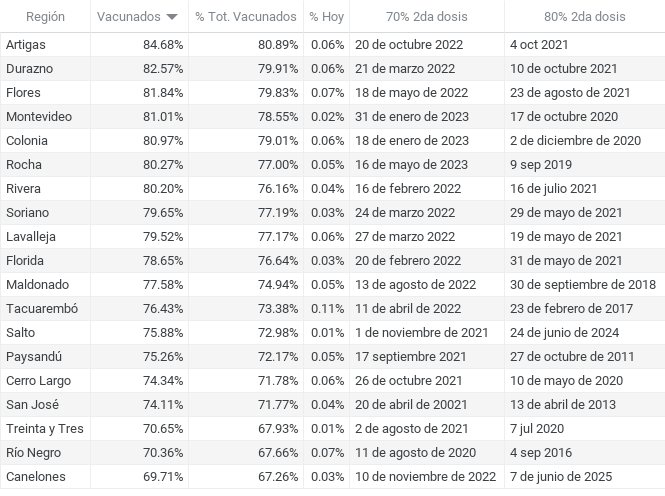 Región Vacunados % Tot. Vacunados % Hoy 70% 2da dosis 80% 2da dosis
Artigas 84.68% 80.89% 0.06% 20 de octubre 2022 4 oct 2021
Durazno 82.57% 79.91% 0.06% 21 de marzo 2022 10 de octubre 2021
Flores 81.84% 79.83% 0.07% 18 de mayo de 2022 23 de agosto de 2021
Montevideo 81.01% 78.55% 0.02% 31 de enero de 2023 17 de octubre 2020
Colonia 80.97% 79.01% 0.06% 18 de enero de 2023 2 de diciembre de 2020
Rocha 80.27% 77.00% 0.05% 16 de mayo de 2023 9 sep 2019
Rivera 80.20% 76.16% 0.04% 16 de febrero 2022 16 de julio 2021
Soriano 79.65% 77.19% 0.03% 24 de marzo 2022 29 de mayo de 2021
Lavalleja 79.52% 77.17% 0.06% 27 de marzo 2022 19 de mayo de 2021
Florida 78.65% 76.64% 0.03% 20 de febrero 2022 31 de mayo de 2021
Maldonado 77.58% 74.94% 0.05% 13 de agosto de 2022 30 de septiembre de 2018
Tacuarembó 76.43% 73.38% 0.11% 11 de abril de 2022 23 de febrero de 2017
Salto 75.88% 72.98% 0.01% 1 de noviembre de 2021 24 de junio de 2024
Paysandú 75.26% 72.17% 0.05% 17 septiembre 2021 27 de octubre de 2011
Cerro Largo 74.34% 71.78% 0.06% 26 de octubre 2021 10 de mayo de 2020
San José 74.11% 71.77% 0.04% 20 de abril de 20021 13 de abril de 2013
Treinta y Tres 70.65% 67.93% 0.01% 2 de agosto de 2021 7 jul 2020
Río Negro 70.36% 67.66% 0.07% 11 de agosto de 2020 4 sep 2016
Canelones 69.71% 67.26% 0.03% 10 de noviembre de 2022 7 de junio de 2025